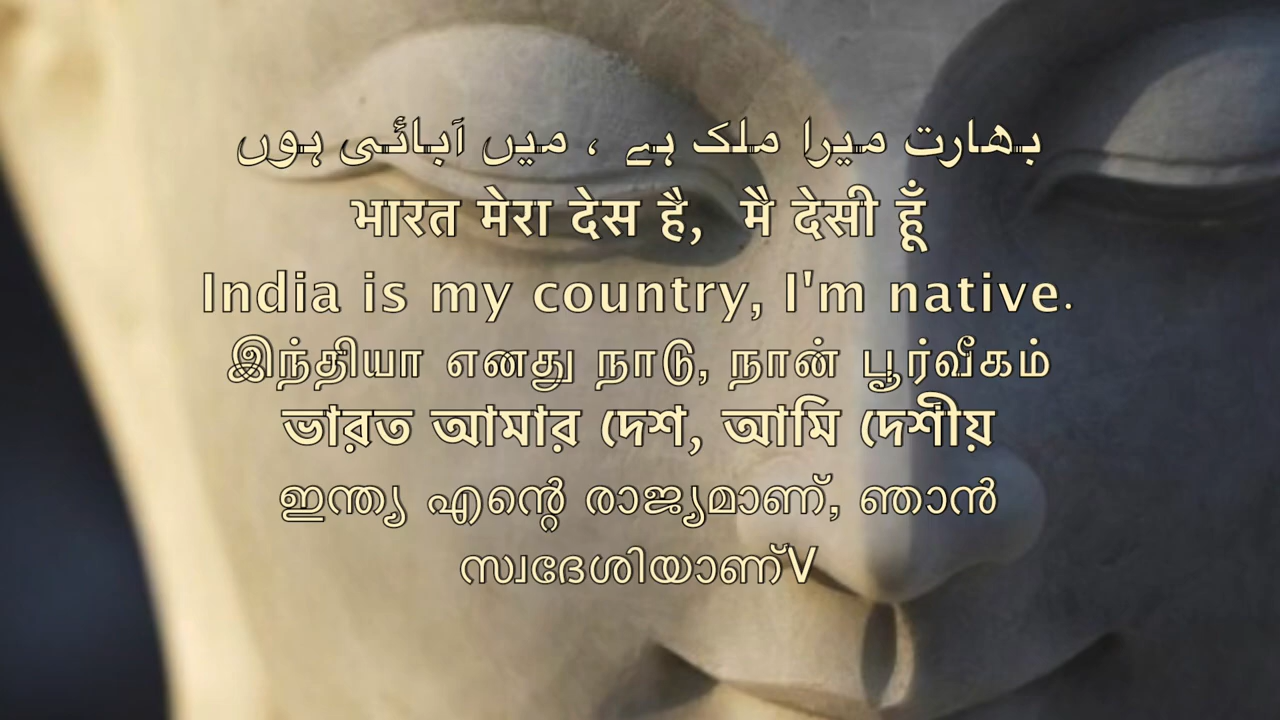 بھارت میرا ملک ہے ، میں آبائی ہوں
भारत मेरा देस है, मै देसी हूँ
India is my country, I'm native.
இந்தியா எனது நாடு, நான் பூர்வீகம்
ভারত আমার দেশ, আমি দেশীয়
ഇന്ത്യ എന്റെ രാജ്യമാണ്, ഞാൻ
സ്വദേശിയാണ്V